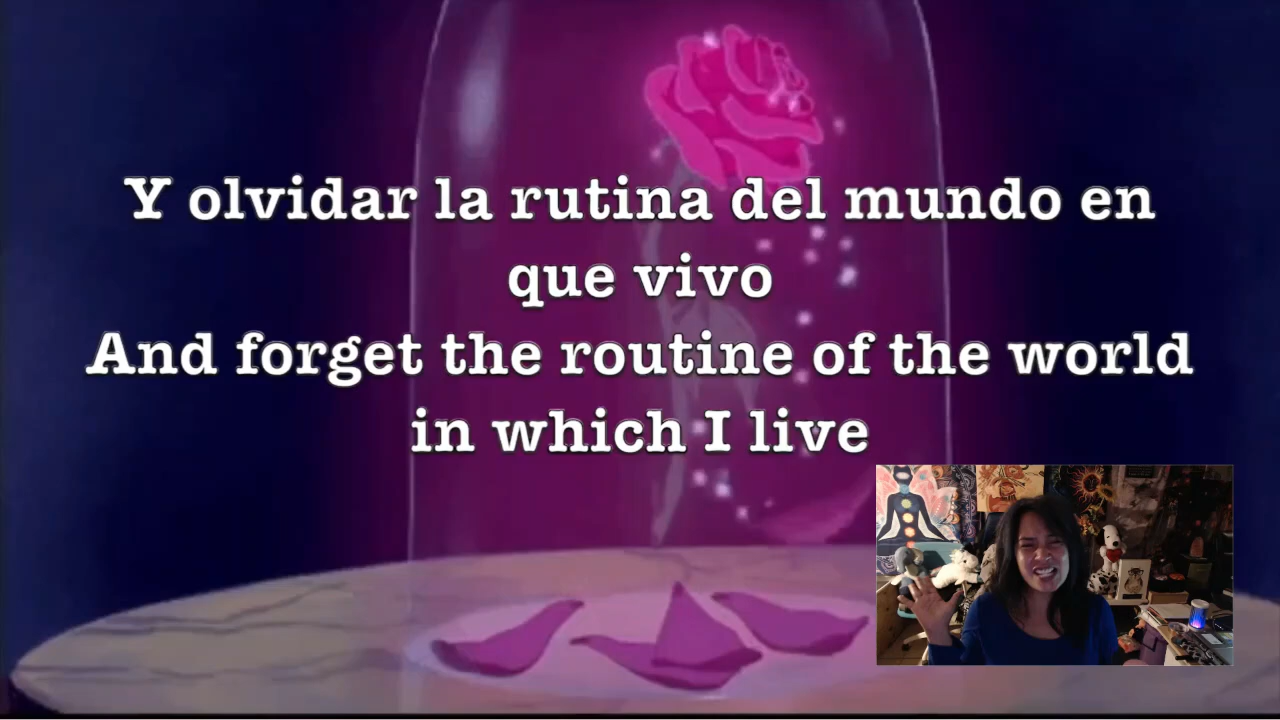 Y olvidar la rutina del mundo en
que vivo
And forget the routine of the world
in which I live